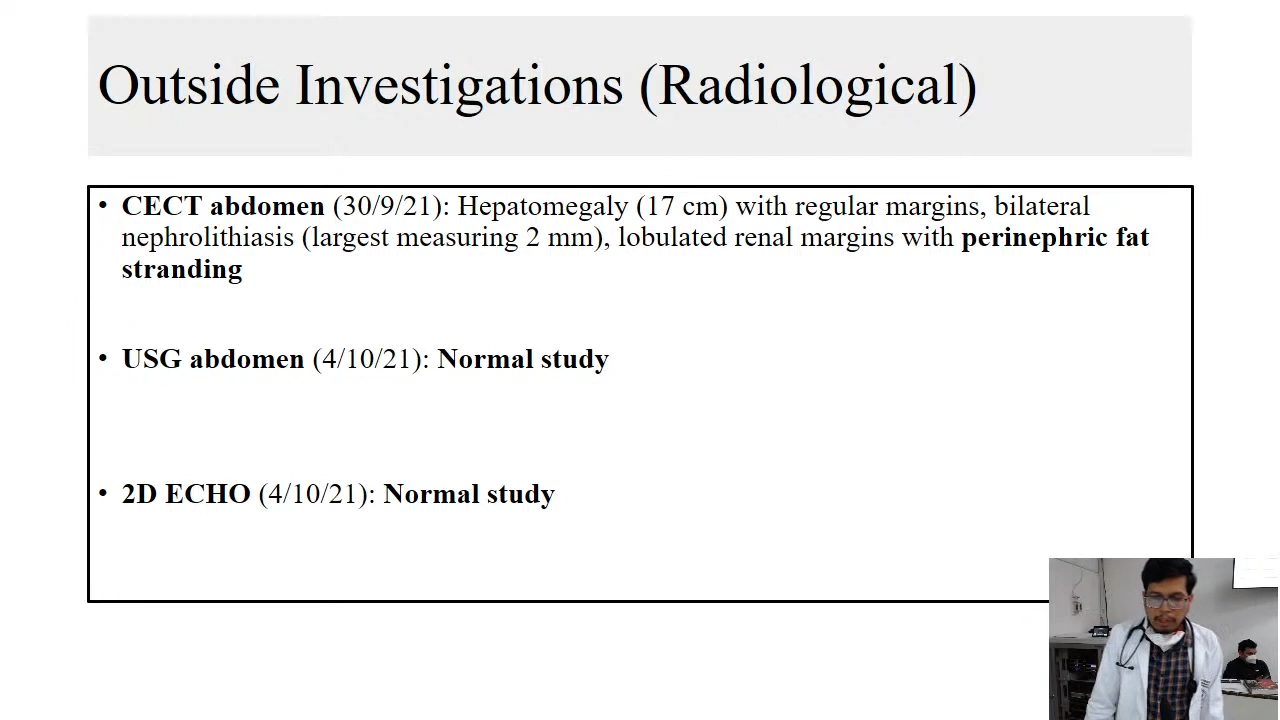 Outside Investigations (Radiological)
• CECT abdomen (30/9/21): Hepatomegaly (17 cm) with regular margins, bilateral
nephrolithiasis (largest measuring 2 mm), lobulated renal margins with perinephric fat
stranding
• USG abdomen (4/10/21): Normal study
• 2D ECHO (4/10/21): Normal study